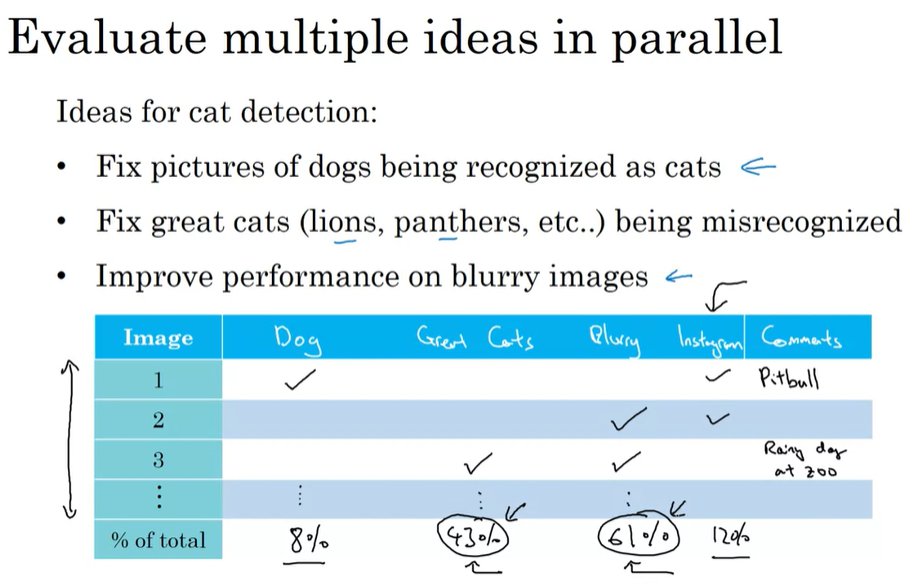 Evaluate multiple ideas in parallel
Ideas for cat detection:
• Fix pictures of dogs being recognized as cats
• Fix great cats (lions, panthers, etc..) being misrecognized
• Improve performance on blurry images
Image Dog Great Cats Blurry Instagram Comments
1 ✓ ✓ Pitbull
2 ✓ ✓
3 ✓ ✓ Rainy day
at zoo
⋮ ⋮ ⋮ ⋮
% of total 8% 43% 61% 12%